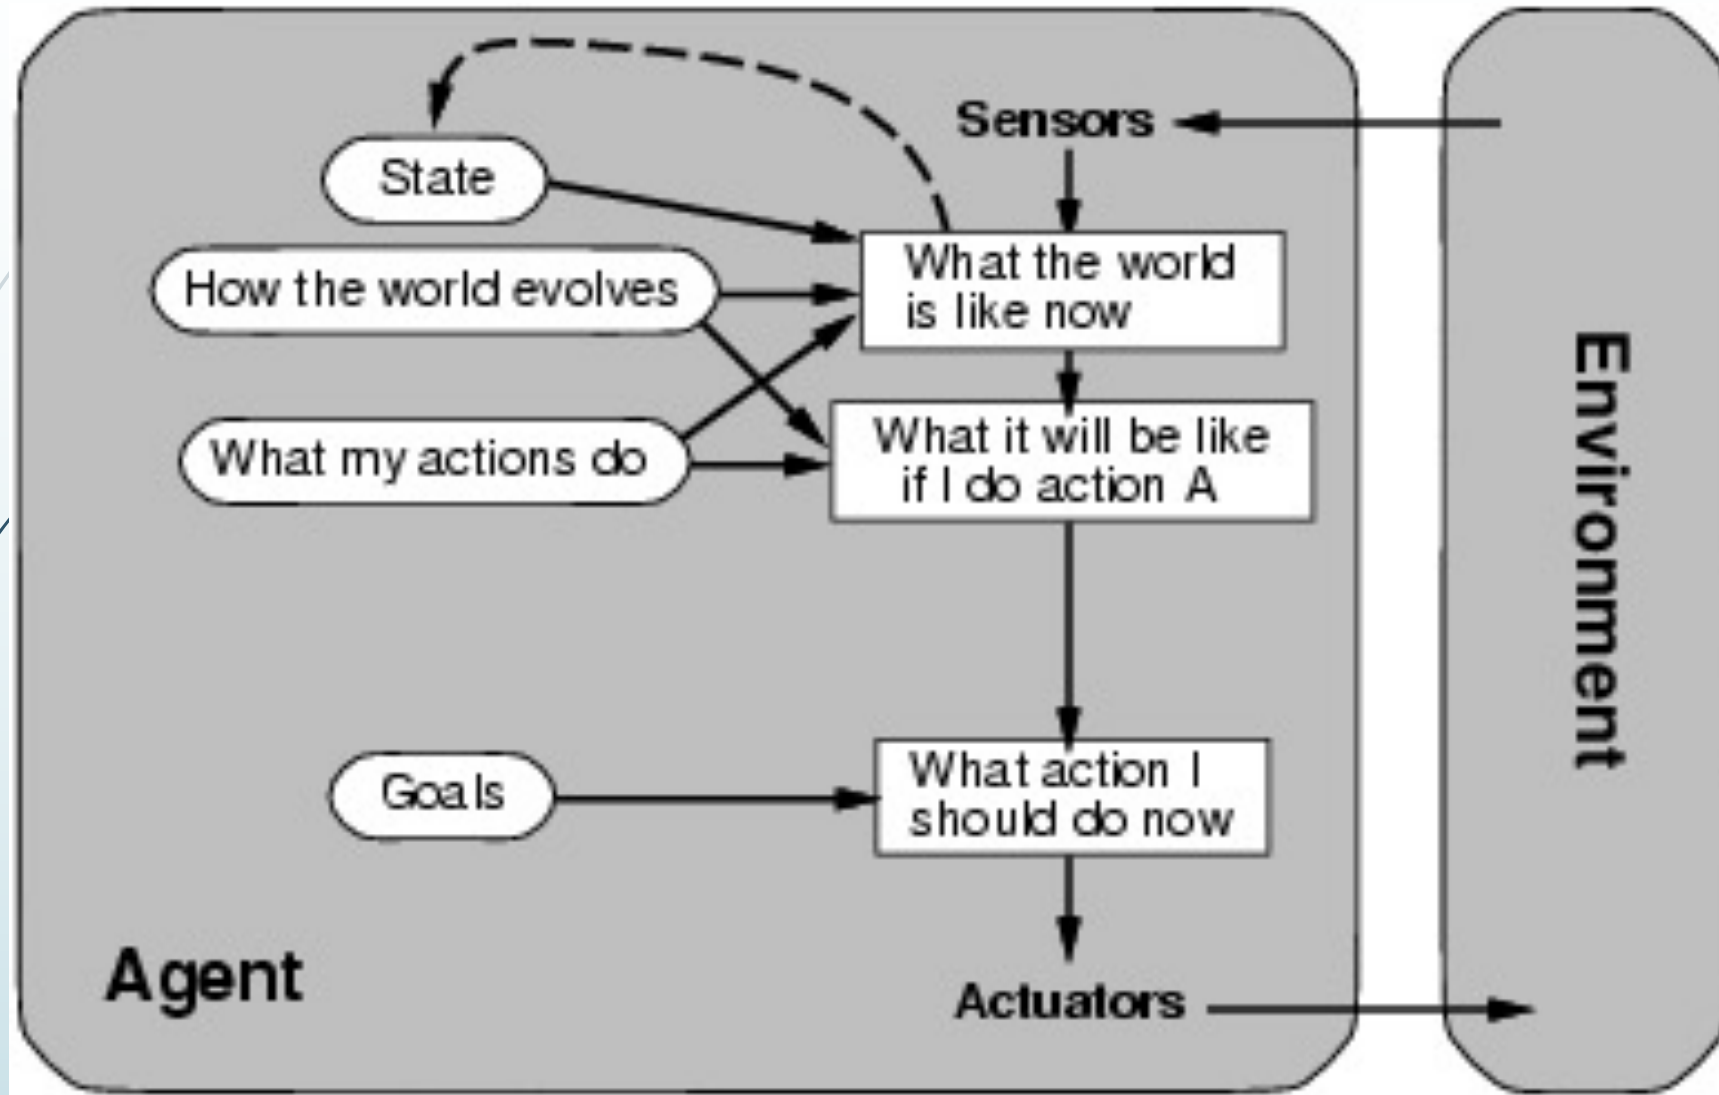 Sensors
State
What the world
is like now
How the world evolves
What it will be like
if I do action A
What my actions do
Environment
What action I
should do now
Goals
Agent
Actuators